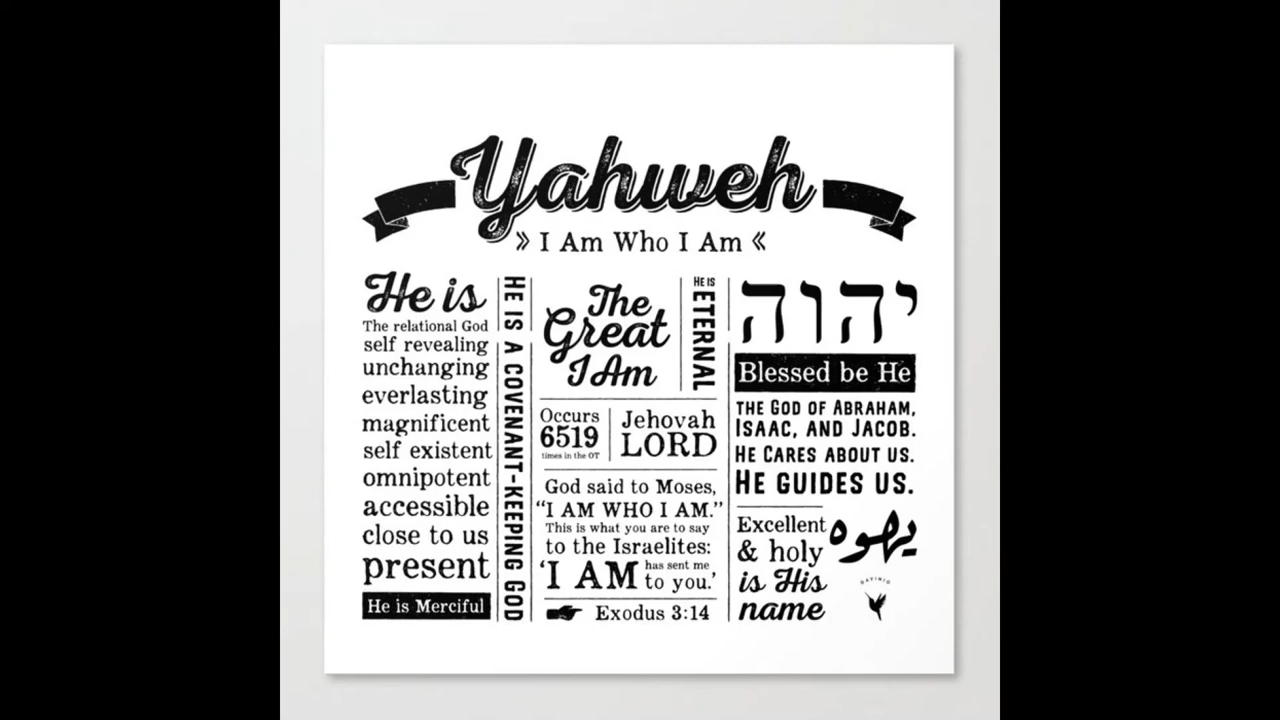 Yahweh
» I Am Who I Am «
He is
The relational God
self revealing
unchanging
everlasting
magnificent
self existent
omnipotent
accessible
close to us
present
He is Merciful
HE IS A COVENANT-KEEPING GOD
The
Great
I Am
HE IS ETERNAL
Occurs
6519
times in the OT
Jehovah
LORD
God said to Moses,
“I AM WHO I AM.”
This is what you are to say
to the Israelites:
‘I AM has sent me
to you.’
Exodus 3:14
יהוה
Blessed be He
THE GOD OF ABRAHAM,
ISAAC, AND JACOB.
HE CARES ABOUT US.
HE GUIDES US.
Excellent
& holy
is His
name
يهوه
DAVINIO